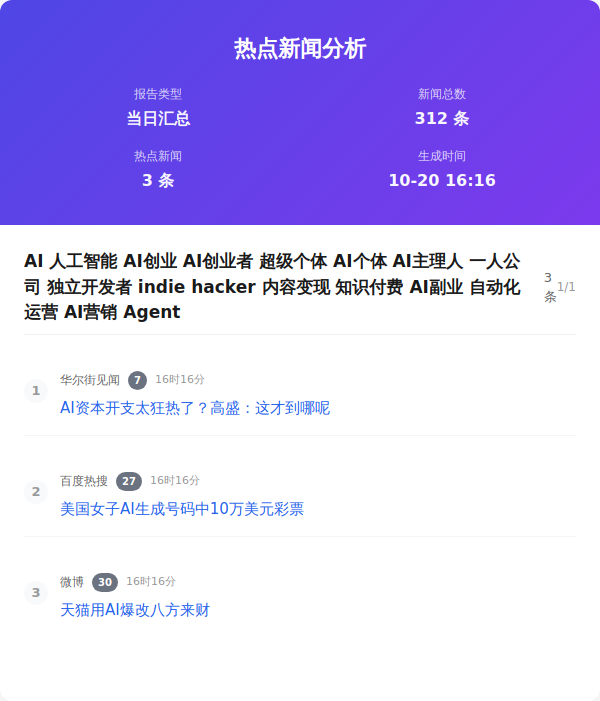 热点新闻分析
报告类型
新闻总数
当日汇总
312 条
热点新闻
生成时间
3 条
10-20 16:16
AI 人工智能 AI创业 AI创业者 超级个体 AI个体 AI主理人 一人公
司 独立开发者 indie hacker 内容变现 知识付费 AI副业 自动化
运营 AI营销 Agent
3
条
1/1
1
华尔街见闻 7 16时16分
AI资本开支太狂热了？高盛：这才到哪呢
2
百度热搜 27 16时16分
美国女子AI生成号码中10万美元彩票
3
微博 30 16时16分
天猫用AI爆改八方来财